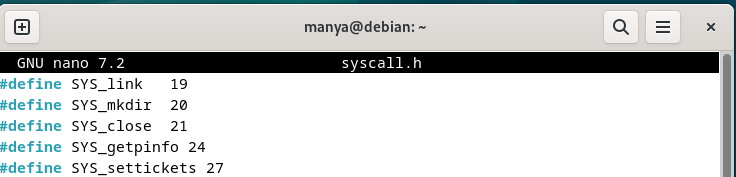 manya@debian: ~
GNU nano 7.2 syscall.h
#define SYS_link 19
#define SYS_mkdir 20
#define SYS_close 21
#define SYS_getpinfo 24
#define SYS_settickets 27